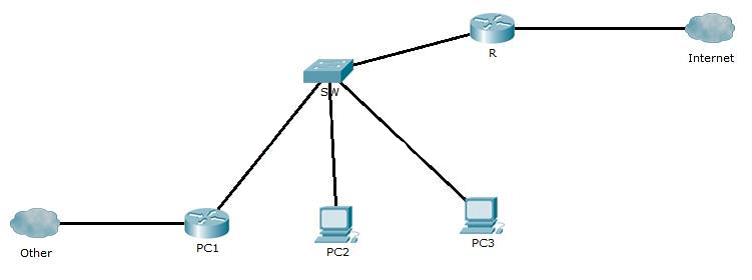 R
Internet
SW
Other
PC1
PC2
PC3